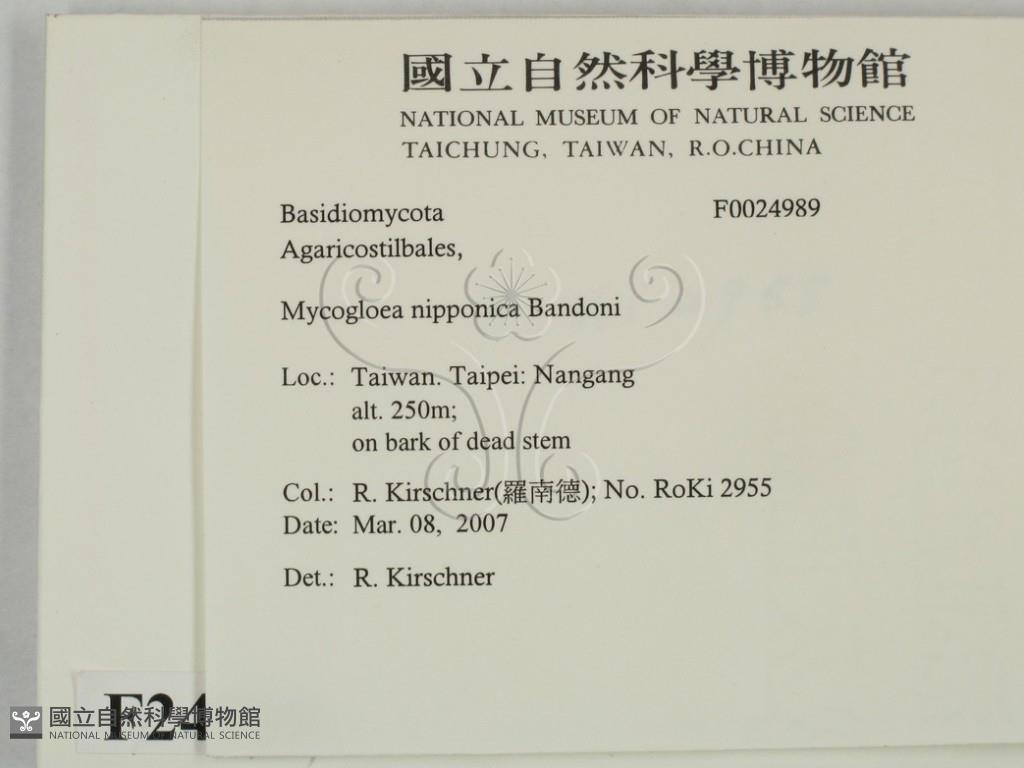 國立自然科學博物館
NATIONAL MUSEUM OF NATURAL SCIENCE
TAICHUNG, TAIWAN, R.O.CHINA
Basidiomycota F0024989
Agaricostilbales,
Mycogloea nipponica Bandoni
Loc.: Taiwan. Taipei: Nangang
alt. 250m;
on bark of dead stem
Col.: R. Kirschner(羅南德); No. RoKi 2955
Date: Mar. 08, 2007
Det.: R. Kirschner
F24
國立自然科學博物館
NATIONAL MUSEUM OF NATURAL SCIENCE